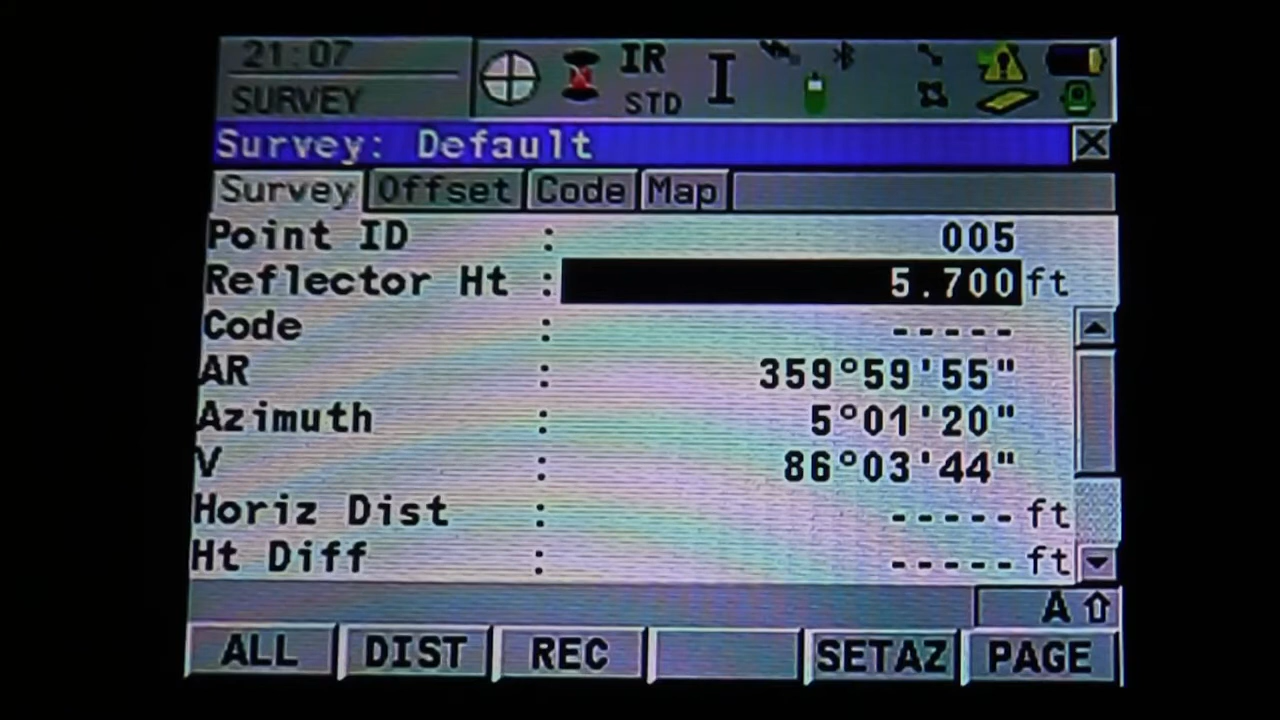 21:07
SURVEY
IR
STD
I
Survey: Default
Survey Offset Code Map
Point ID : 005
Reflector Ht : 5.700 ft
Code : -----
AR : 359°59'55"
Azimuth : 5°01'20"
V : 86°03'44"
Horiz Dist : ----- ft
Ht Diff : ----- ft
A
ALL DIST REC SETAZ PAGE